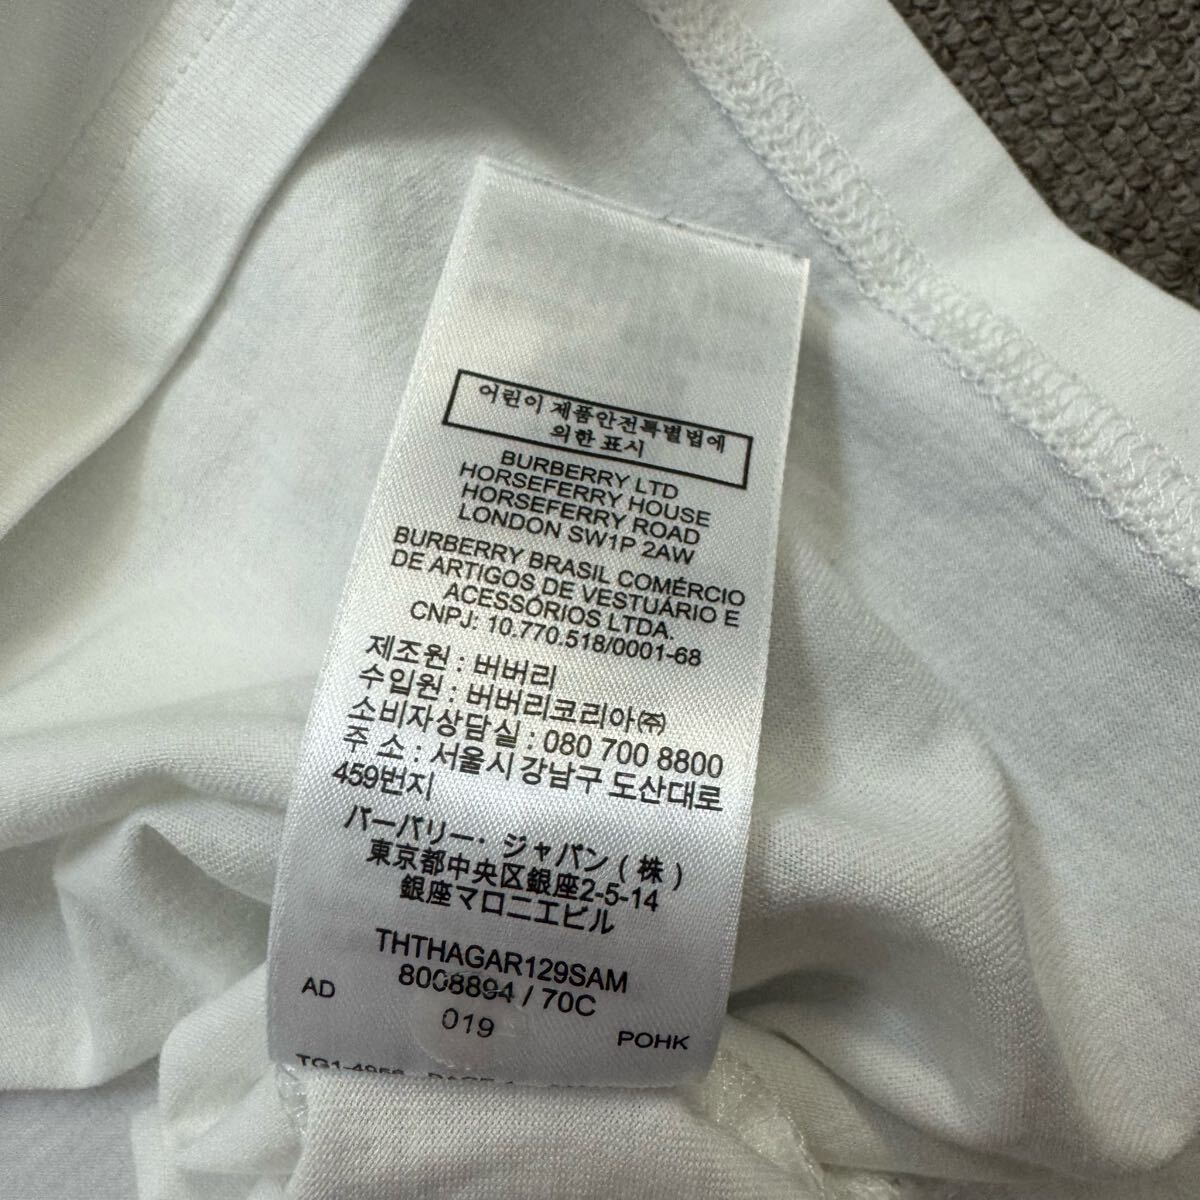 어린이 제품안전특별법에
의한 표시
BURBERRY LTD
HORSEFERRY HOUSE
HORSEFERRY ROAD
LONDON SW1P 2AW
BURBERRY BRASIL COMÉRCIO
DE ARTIGOS DE VESTUÁRIO E
ACESSÓRIOS LTDA.
CNPJ: 10.770.518/0001-68
제조원 : 버버리
수입원 : 버버리코리아㈜
소비자상담실 : 080 700 8800
주 소 : 서울시 강남구 도산대로
459번지
バーバリー・ジャパン(株)
東京都中央区銀座2-5-14
銀座マロニエビル
THTHAGAR129SAM
8008894 / 70C
AD
019
POHK